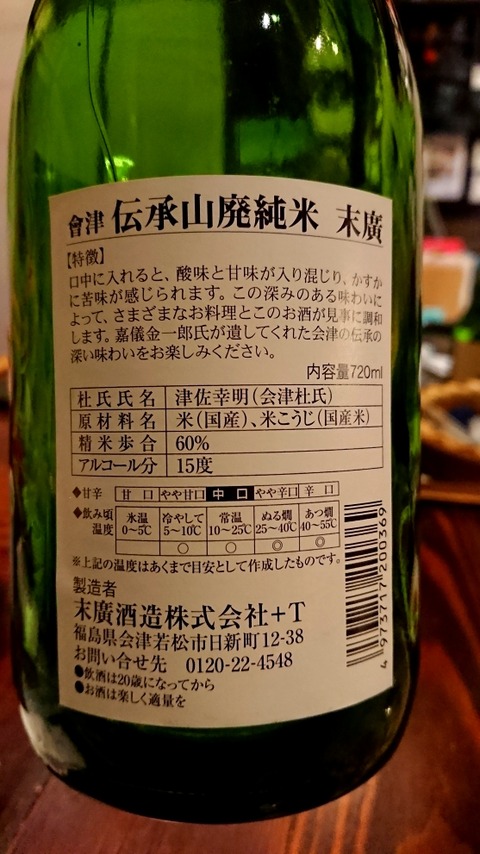 會津 伝承山廃純米 末廣
【特徴】
口中に入れると、酸味と甘味が入り混じり、かすか
に苦味が感じられます。この深みのある味わいに
よって、さまざまなお料理とこのお酒が見事に調和
します。嘉儀金一郎氏が遺してくれた会津の伝承の
深い味わいをお楽しみください。
内容量720ml
杜氏氏名 津佐幸明(会津杜氏)
原材料名 米(国産)、米こうじ(国産米)
精米歩合 60%
アルコール分 15度
◆甘辛 甘口 やや甘口 中口 やや辛口 辛口
◆飲み頃温度 氷温 0~5℃ 冷やして 5~10℃ 常温 10~25℃ ぬる燗 25~40℃ あつ燗 40~55℃
○ ○ ◎ ◎
※上記の温度はあくまで目安として作成したものです。
製造者
末廣酒造株式会社+T
福島県会津若松市日新町12-38
お問い合せ先 0120-22-4548
●飲酒は20歳になってから
●お酒は楽しく適量を
4 973717 200369